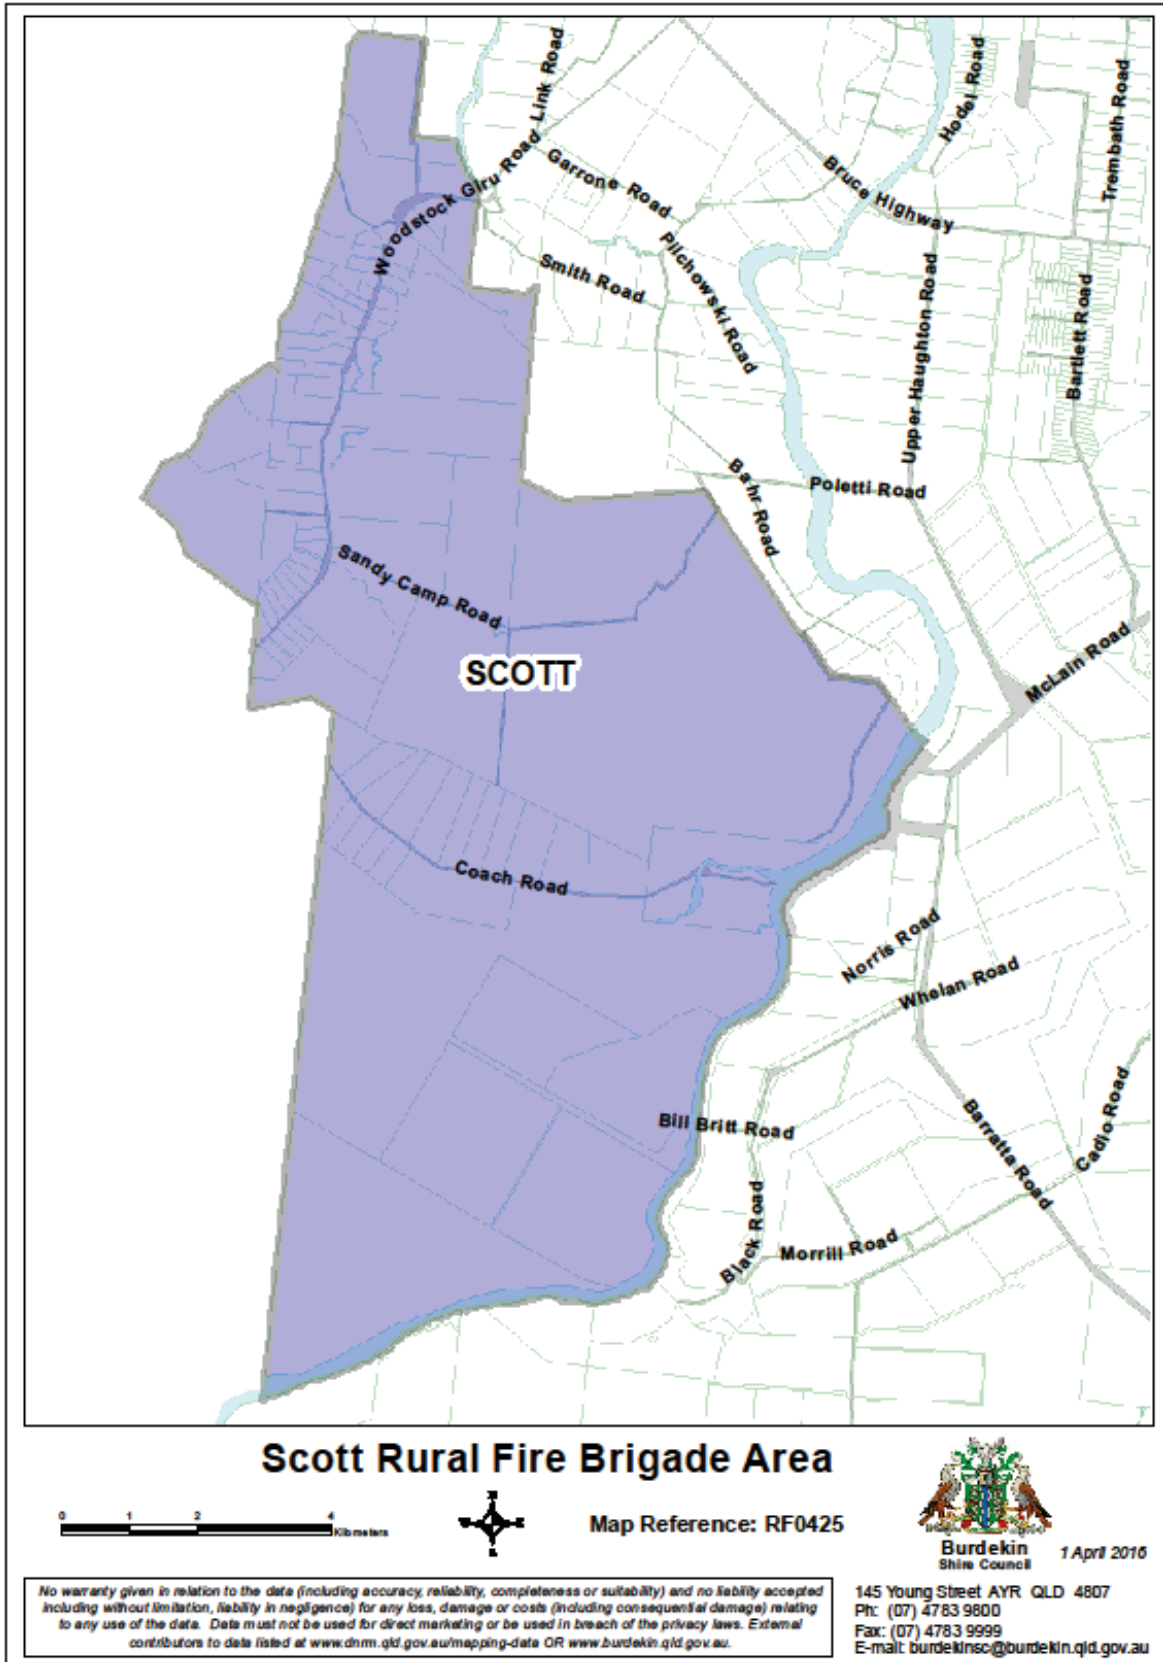 Link Road
Hodel Road
Trembath Road
Woodstock Giru Road
Garrone Road
Bruce Highway
Smith Road
Pilchowski Road
Upper Haughton Road
Bartlett Road
Bahr Road
Poletti Road
Sandy Camp Road
SCOTT
McLain Road
Coach Road
Norris Road
Whelan Road
Bill Britt Road
Barratta Road
Cadio Road
Black Road
Morrill Road
Scott Rural Fire Brigade Area
0 1 2 4
Kilometers
Map Reference: RF0425
Burdekin
Shire Council
1 April 2016
No warranty given in relation to the data (including accuracy, reliability, completeness or suitability) and no liability accepted
including without limitation, liability in negligence) for any loss, damage or costs (including consequential damage) relating
to any use of the data. Data must not be used for direct marketing or be used in breach of the privacy laws. External
contributors to data listed at www.dnrm.qld.gov.au/mapping-data OR www.burdekin.qld.gov.au.
145 Young Street AYR QLD 4807
Ph: (07) 4783 9800
Fax: (07) 4783 9999
E-mail: burdekinsc@burdekin.qld.gov.au